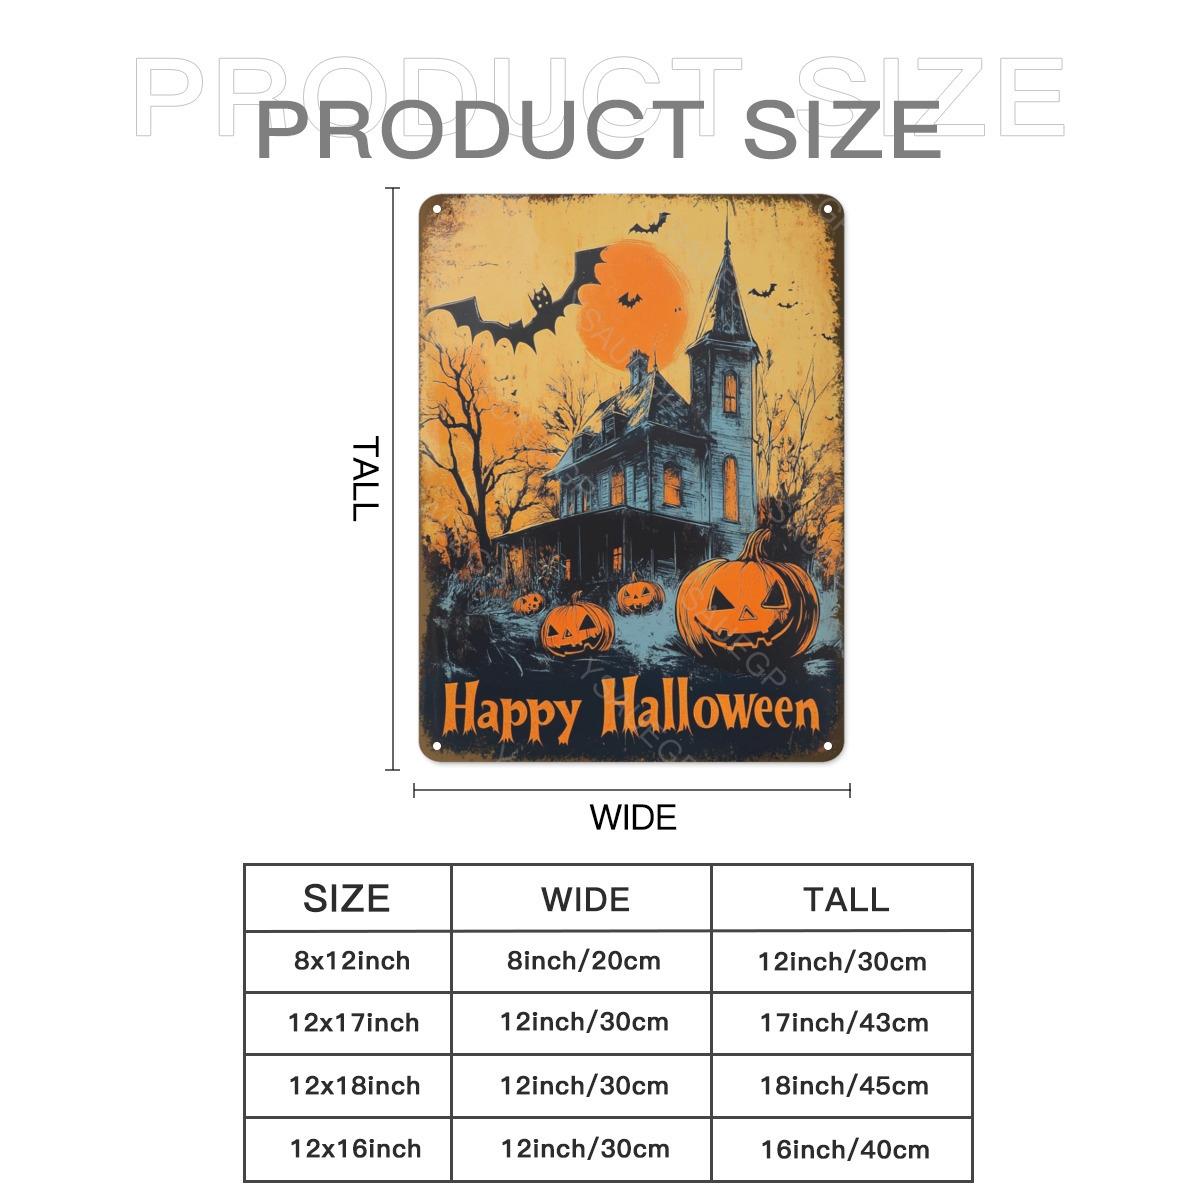 PRODUCT SIZE
PRODUCT SIZE
TALL
Happy Halloween
WIDE
SIZE WIDE TALL
8x12inch 8inch/20cm 12inch/30cm
12x17inch 12inch/30cm 17inch/43cm
12x18inch 12inch/30cm 18inch/45cm
12x16inch 12inch/30cm 16inch/40cm